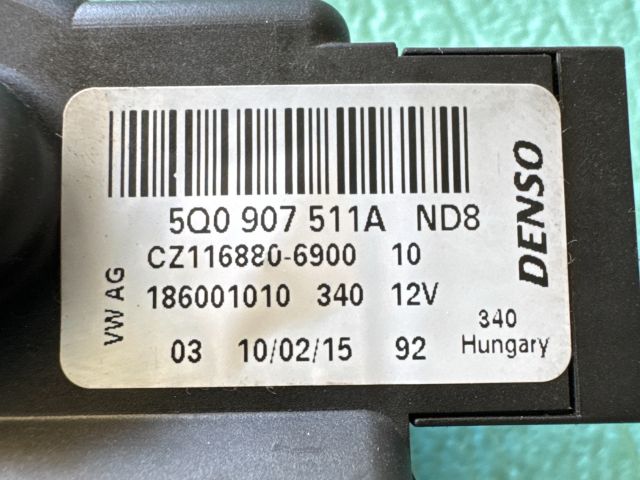 5Q0 907 511A ND8
CZ116880-6900 10
186001010 340 12V
03 10/02/15 92
VW AG
DENSO
340
Hungary